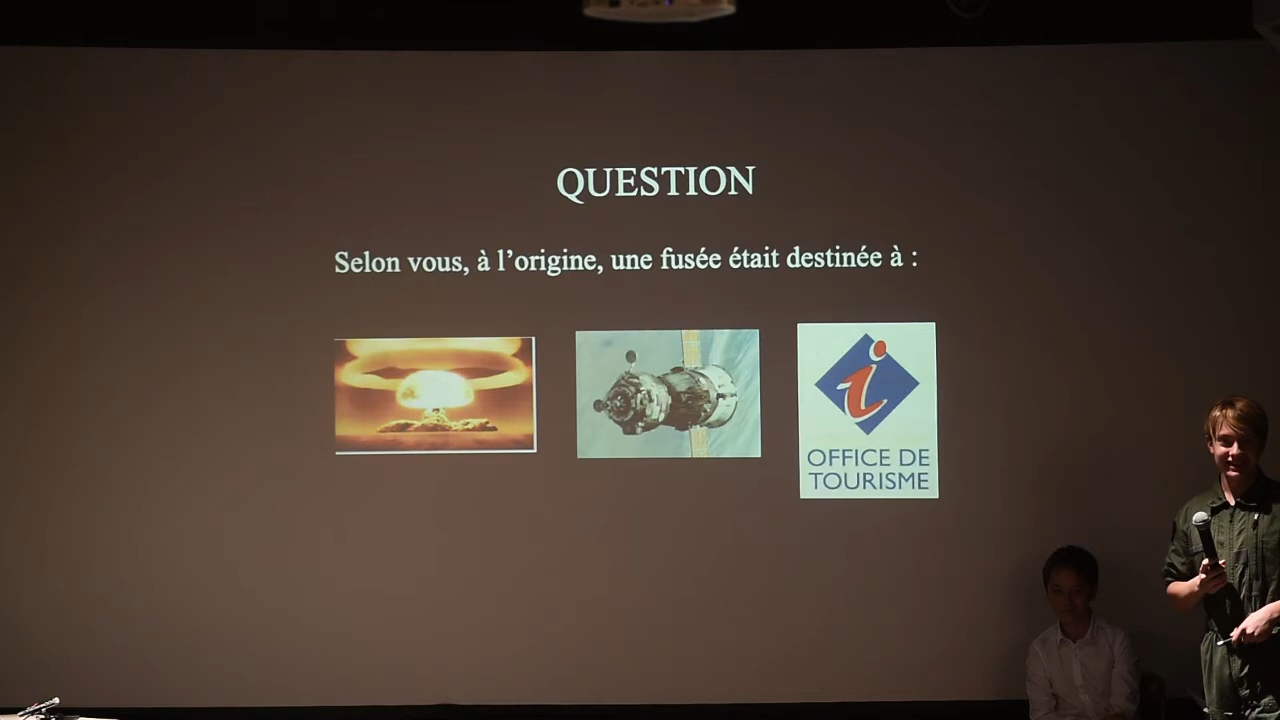 QUESTION
Selon vous, à l’origine, une fusée était destinée à :
i
OFFICE DE
TOURISME